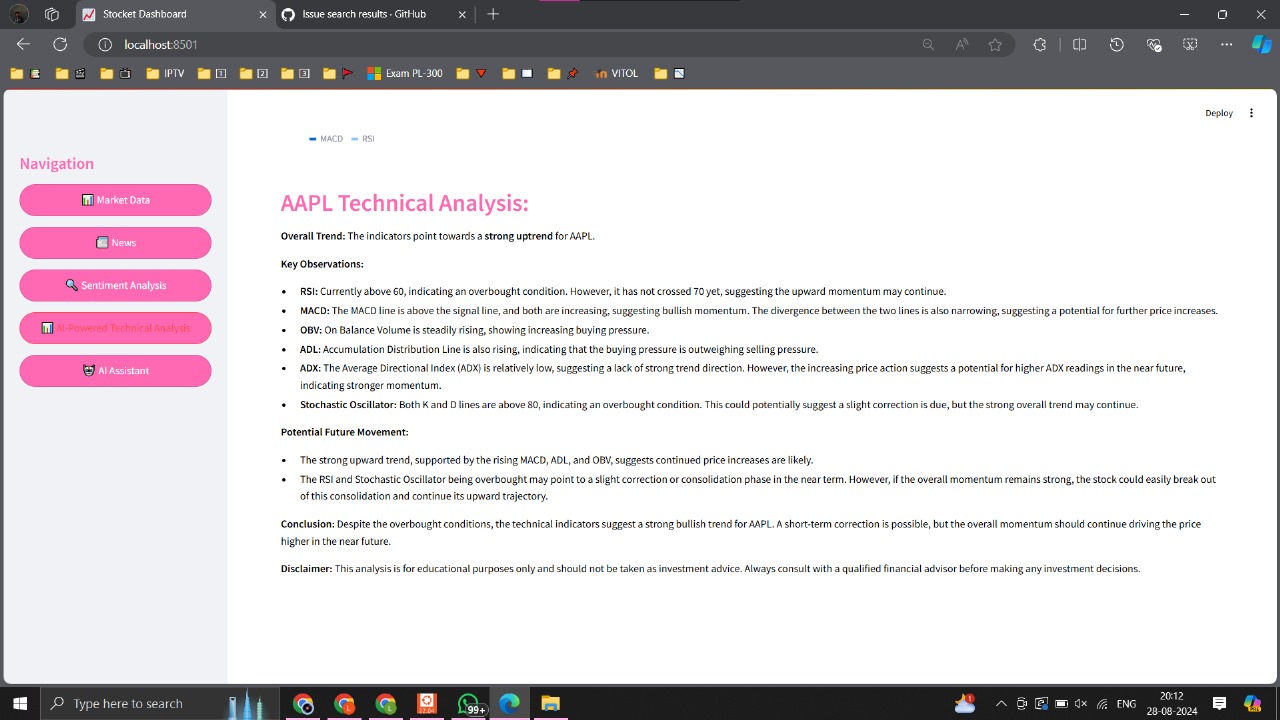 Stocket Dashboard
Issue search results · GitHub
localhost:8501
IPTV
1
2
3
Exam PL-300
in VITOL
Deploy
MACD RSI
Navigation
Market Data
News
Sentiment Analysis
AI-Powered Technical Analysis
AI Assistant
AAPL Technical Analysis:
Overall Trend: The indicators point towards a strong uptrend for AAPL.
Key Observations:
• RSI: Currently above 60, indicating an overbought condition. However, it has not crossed 70 yet, suggesting the upward momentum may continue.
• MACD: The MACD line is above the signal line, and both are increasing, suggesting bullish momentum. The divergence between the two lines is also narrowing, suggesting a potential for further price increases.
• OBV: On Balance Volume is steadily rising, showing increasing buying pressure.
• ADL: Accumulation Distribution Line is also rising, indicating that the buying pressure is outweighing selling pressure.
• ADX: The Average Directional Index (ADX) is relatively low, suggesting a lack of strong trend direction. However, the increasing price action suggests a potential for higher ADX readings in the near future,
indicating stronger momentum.
• Stochastic Oscillator: Both K and D lines are above 80, indicating an overbought condition. This could potentially suggest a slight correction is due, but the strong overall trend may continue.
Potential Future Movement:
• The strong upward trend, supported by the rising MACD, ADL, and OBV, suggests continued price increases are likely.
• The RSI and Stochastic Oscillator being overbought may point to a slight correction or consolidation phase in the near term. However, if the overall momentum remains strong, the stock could easily break out
of this consolidation and continue its upward trajectory.
Conclusion: Despite the overbought conditions, the technical indicators suggest a strong bullish trend for AAPL. A short-term correction is possible, but the overall momentum should continue driving the price
higher in the near future.
Disclaimer: This analysis is for educational purposes only and should not be taken as investment advice. Always consult with a qualified financial advisor before making any investment decisions.
Type here to search
22.04
99+
1
ENG
20:12
28-08-2024